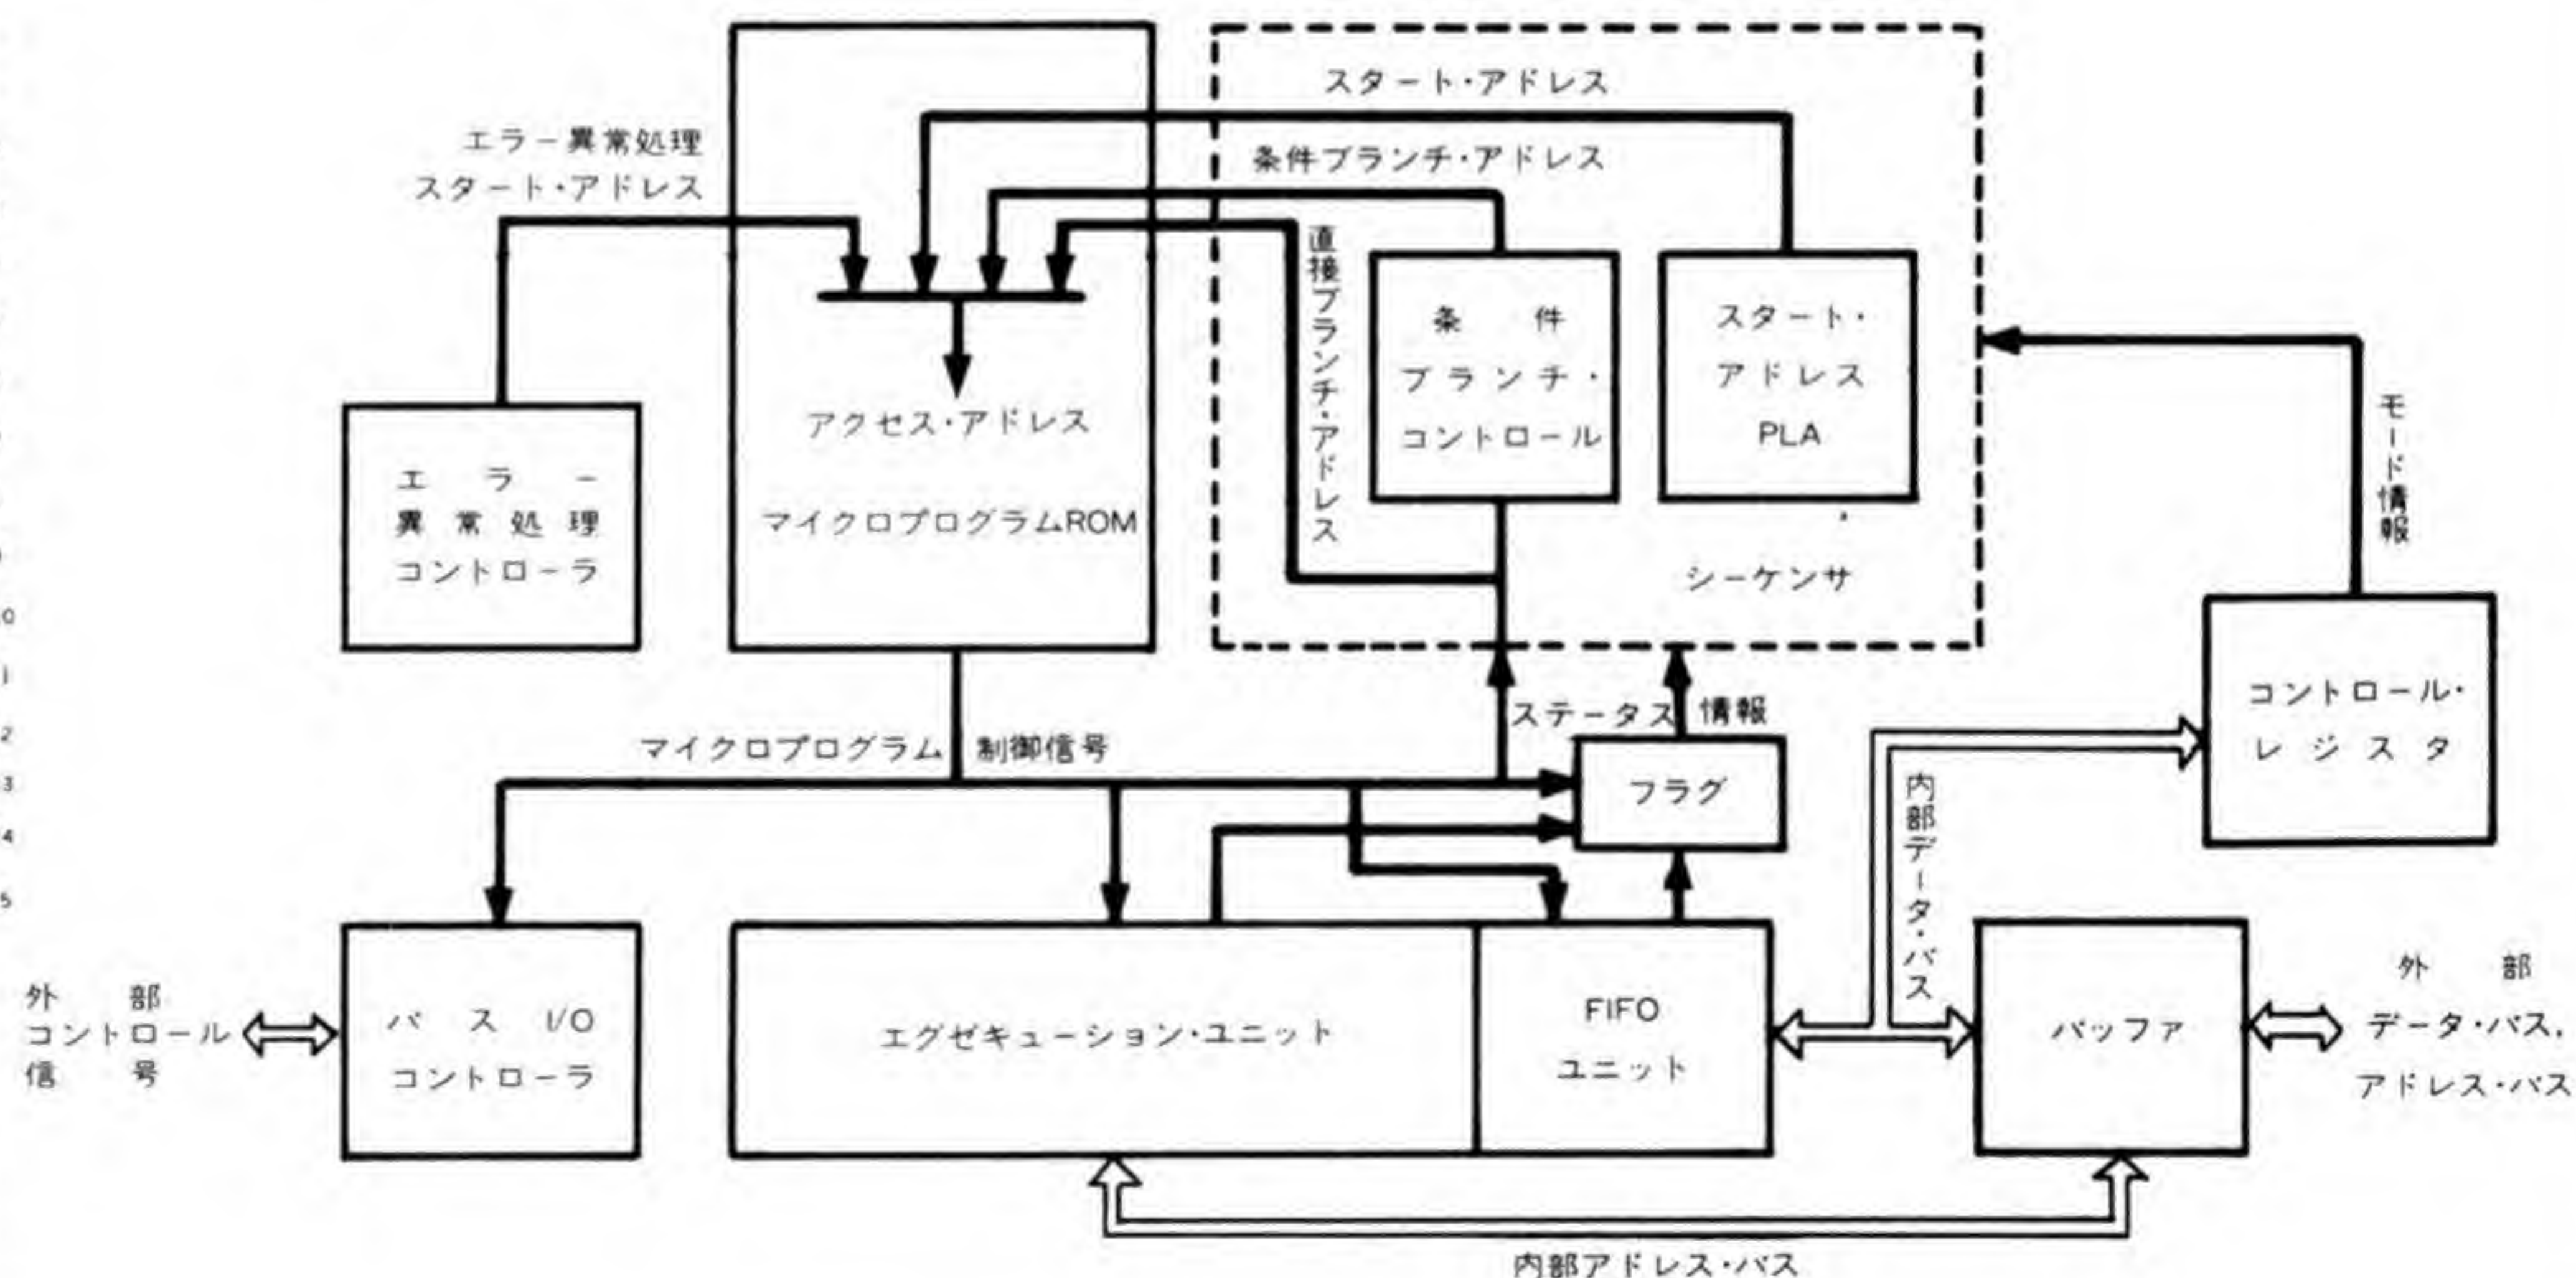 スタート・アドレス
エラー異常処理
スタート・アドレス
条件ブランチ・アドレス
直接ブランチ・アドレス
条件
ブランチ・
コントロール
スタート・
アドレス
PLA
アクセス・アドレス
マイクロプログラムROM
エラー
異常処理
コントローラ
シーケンサ
モード情報
コントロール・
レジスタ
ステータス情報
マイクロプログラム制御信号
フラグ
内部データ・バス
外部
コントロール
信号
バスI/O
コントローラ
エグゼキューション・ユニット
FIFO
ユニット
バッファ
外部
データ・バス,
アドレス・バス
内部アドレス・バス
0
1
2
3
4
5